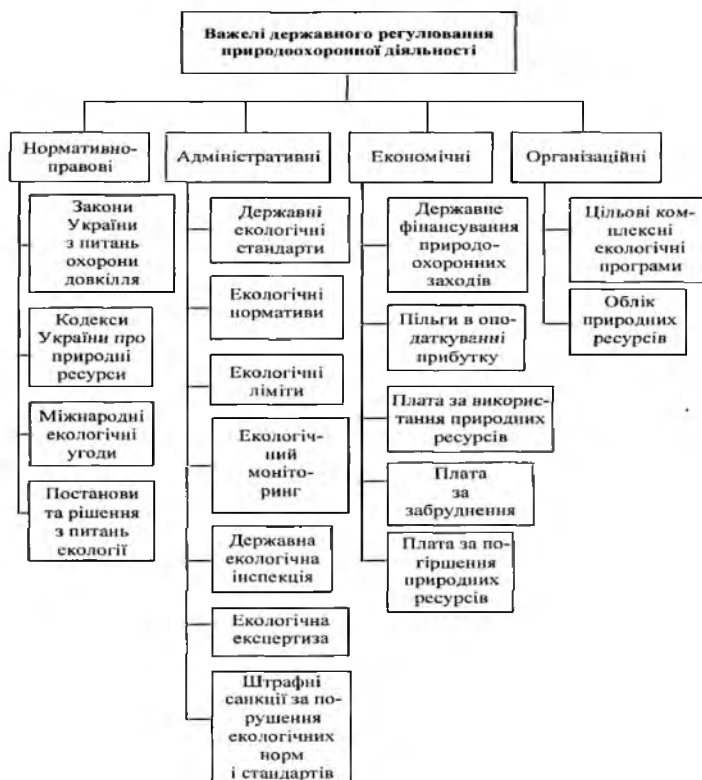 Важелі державного регулювання
природоохоронної діяльності
Нормативно-
правові
Адміністративні
Економічні
Організаційні
Закони
України
з питань
охорони
довкілля
Кодекси
України про
природні
ресурси
Міжнародні
екологічні
угоди
Постанови
та рішення
з питань
екології
Державні
екологічні
стандарти
Екологічні
нормативи
Екологічні
ліміти
Екологіч-
ний
моніто-
ринг
Державна
екологічна
інспекція
Екологічна
експертиза
Штрафні
санкції за по-
рушення
екологічних
норм
і стандартів
Державне
фінансування
природо-
охоронних
заходів
Пільги в опо-
даткуванні
прибутку
Плата за викорис-
тання природних
ресурсів
Плата
за
забруднення
Плата за по-
гіршення
природних
ресурсів
Цільові ком-
плексні
екологічні
програми
Облік
природних
ресурсів